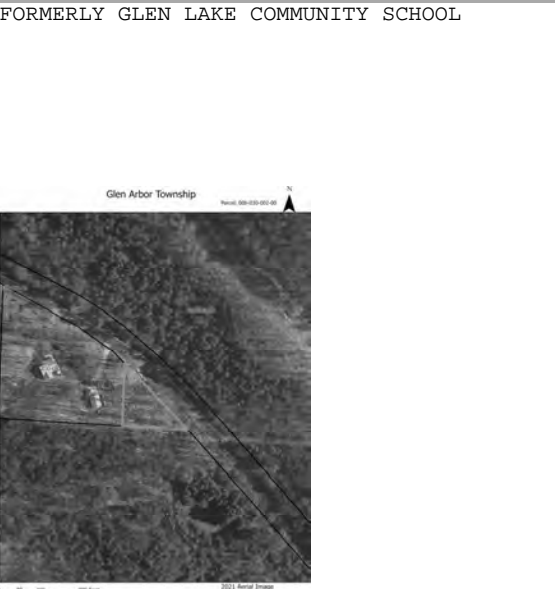 FORMERLY GLEN LAKE COMMUNITY SCHOOL
Glen Arbor Township
N
2021 Aerial Image